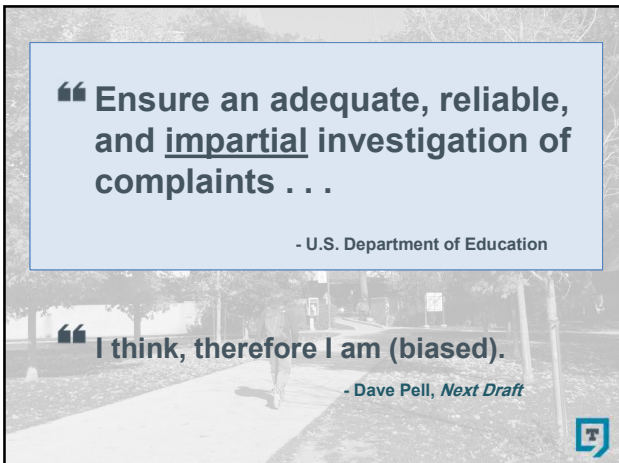 ❝ Ensure an adequate, reliable,
and impartial investigation of
complaints . . .
- U.S. Department of Education
❝ I think, therefore I am (biased).
- Dave Pell, Next Draft
T